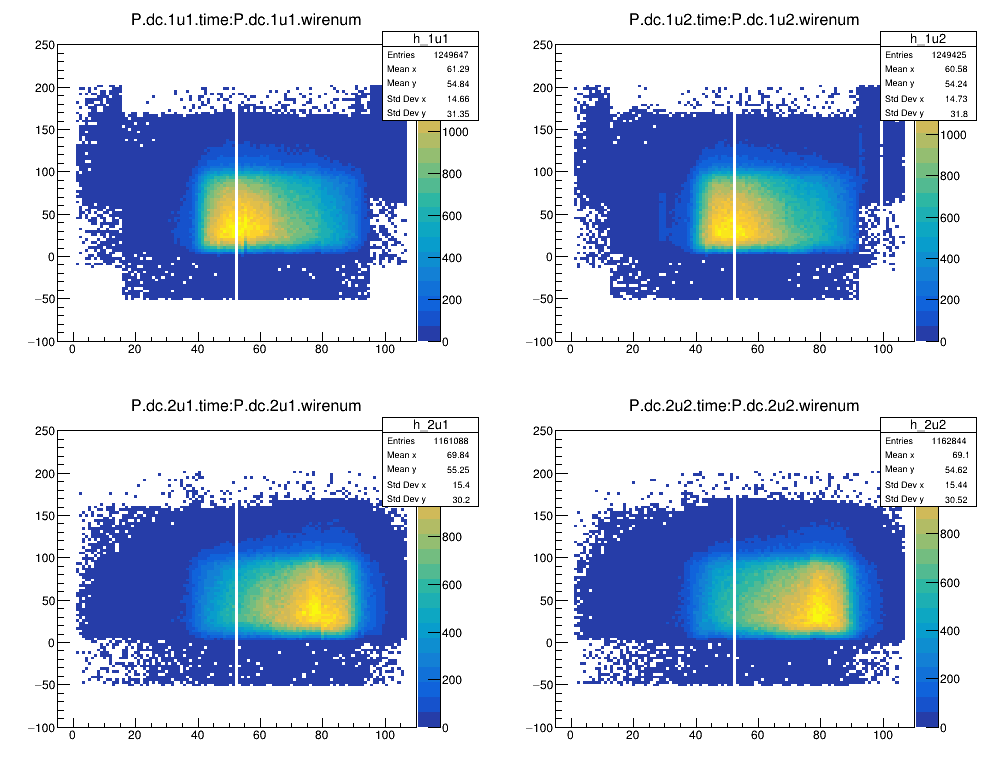 P.dc.1u1.time:P.dc.1u1.wirenum
h_1u1
Entries 1249647
Mean x 61.29
Mean y 54.84
Std Dev x 14.66
Std Dev y 31.35
250
200
150
100
50
0
−50
−100
0 20 40 60 80 100
1000
800
600
400
200
0
P.dc.1u2.time:P.dc.1u2.wirenum
h_1u2
Entries 1249425
Mean x 60.58
Mean y 54.24
Std Dev x 14.73
Std Dev y 31.8
250
200
150
100
50
0
−50
−100
0 20 40 60 80 100
1000
800
600
400
200
0
P.dc.2u1.time:P.dc.2u1.wirenum
h_2u1
Entries 1161088
Mean x 69.84
Mean y 55.25
Std Dev x 15.4
Std Dev y 30.2
250
200
150
100
50
0
−50
−100
0 20 40 60 80 100
800
600
400
200
0
P.dc.2u2.time:P.dc.2u2.wirenum
h_2u2
Entries 1162844
Mean x 69.1
Mean y 54.62
Std Dev x 15.44
Std Dev y 30.52
250
200
150
100
50
0
−50
−100
0 20 40 60 80 100
800
600
400
200
0